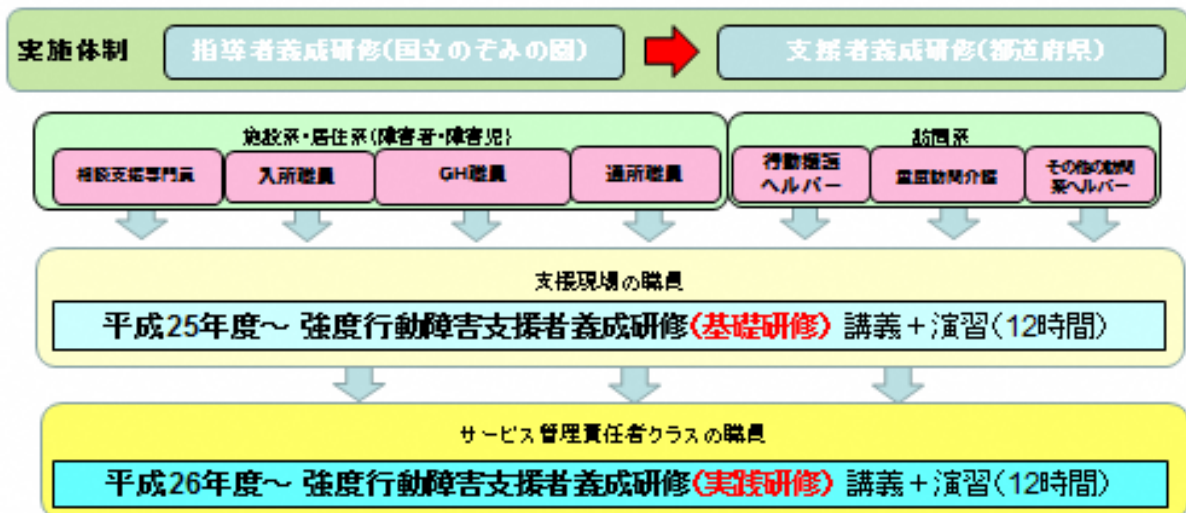 実施体制
指導者養成研修(国立のぞみの園)
支援者養成研修(都道府県)
施設系・居住系(障害者・障害児)
訪問系
相談支援専門員
入所職員
GH職員
通所職員
行動援護
ヘルパー
重度訪問介護
その他の訪問
系ヘルパー
支援現場の職員
平成25年度～ 強度行動障害支援者養成研修(基礎研修) 講義+演習(12時間)
サービス管理責任者クラスの職員
平成26年度～ 強度行動障害支援者養成研修(実践研修) 講義+演習(12時間)